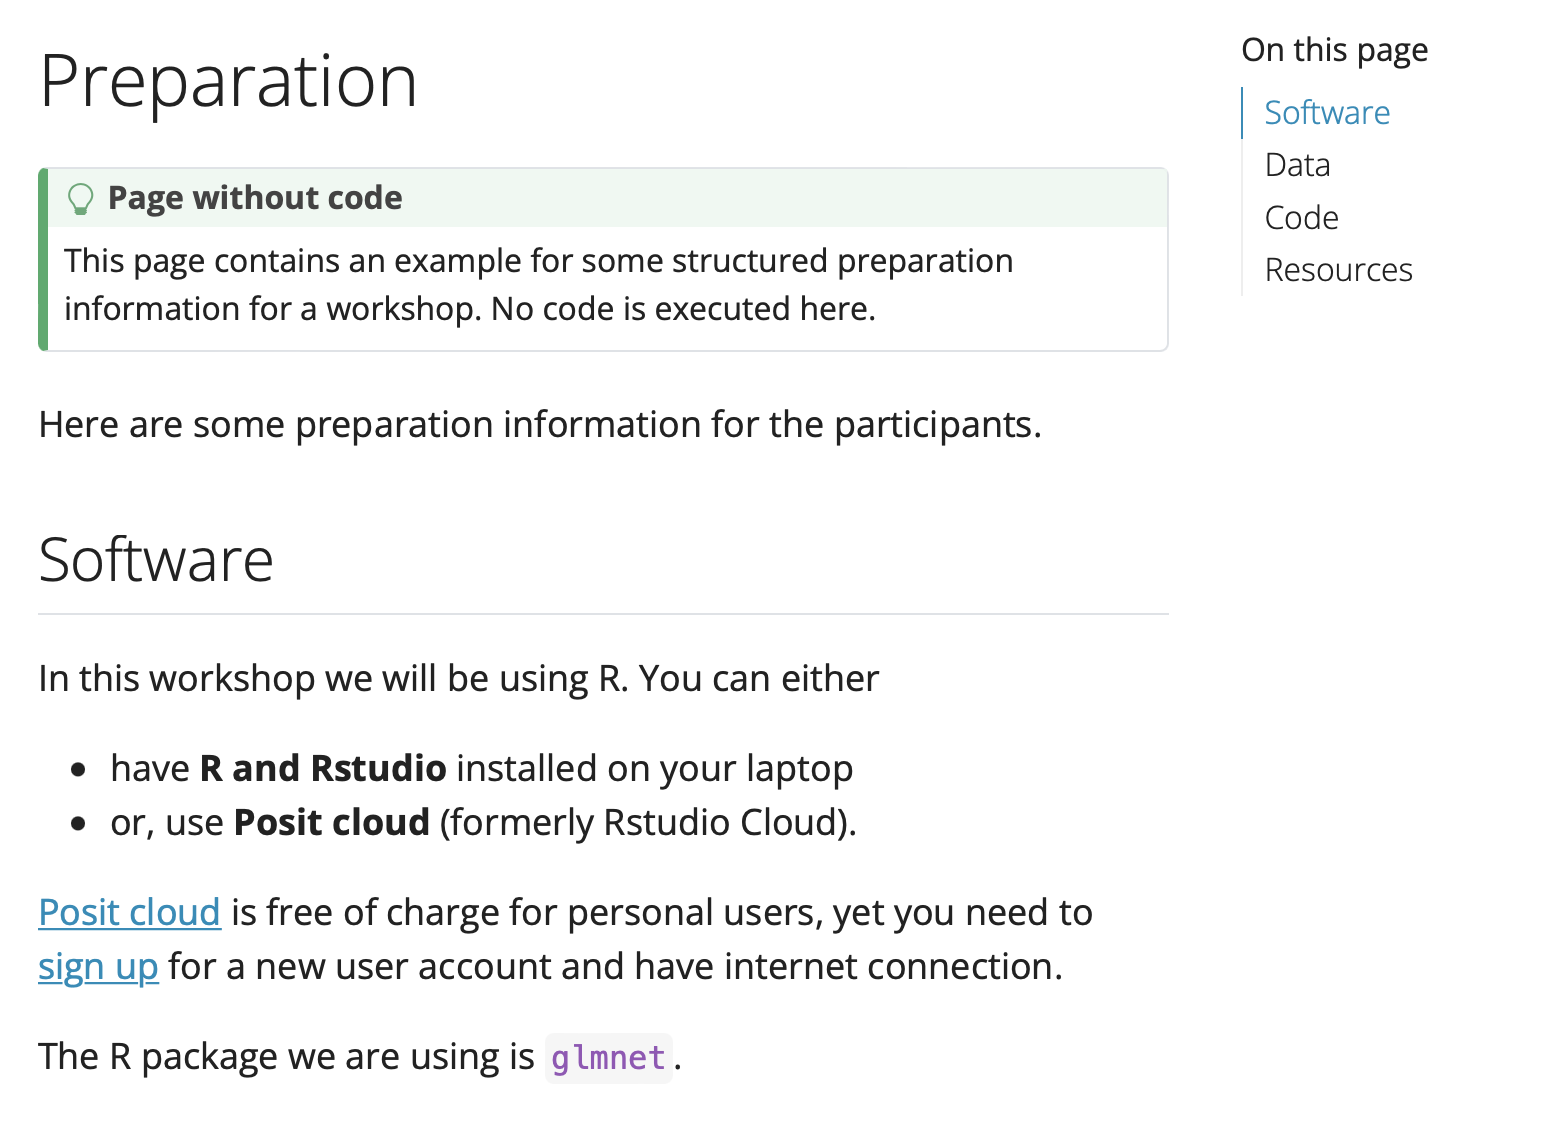 Preparation
Page without code
This page contains an example for some structured preparation
information for a workshop. No code is executed here.
Here are some preparation information for the participants.
Software
In this workshop we will be using R. You can either
have R and Rstudio installed on your laptop
or, use Posit cloud (formerly Rstudio Cloud).
Posit cloud is free of charge for personal users, yet you need to
sign up for a new user account and have internet connection.
The R package we are using is glmnet.
On this page
Software
Data
Code
Resources